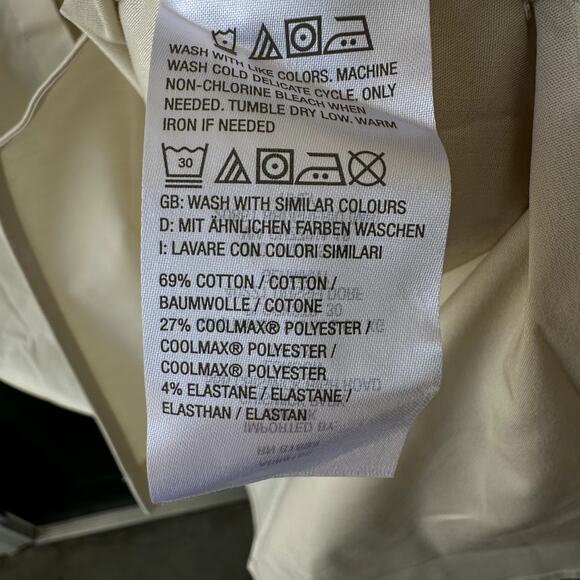 WASH WITH LIKE COLORS. MACHINE
WASH COLD DELICATE CYCLE. ONLY
NON-CHLORINE BLEACH WHEN
NEEDED. TUMBLE DRY LOW. WARM
IRON IF NEEDED
30
GB: WASH WITH SIMILAR COLOURS
D: MIT ÄHNLICHEN FARBEN WASCHEN
I: LAVARE CON COLORI SIMILARI
69% COTTON / COTTON /
BAUMWOLLE / COTONE
27% COOLMAX® POLYESTER /
COOLMAX® POLYESTER /
COOLMAX® POLYESTER
4% ELASTANE / ELASTANE /
ELASTHAN / ELASTAN
IMPORTED BY: